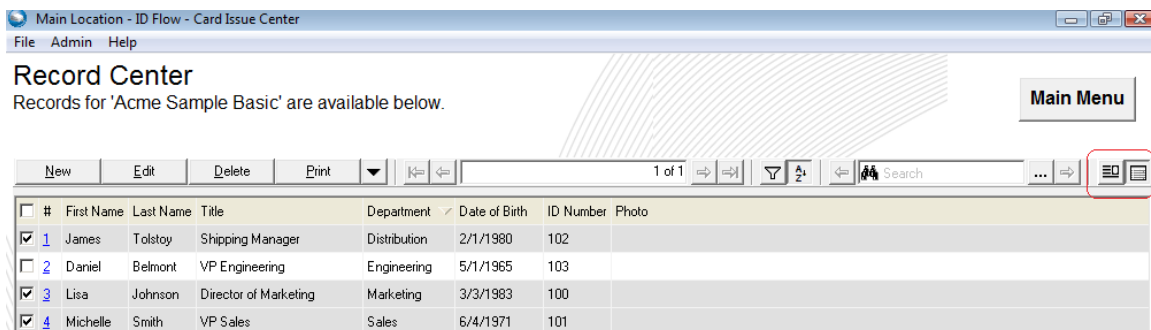 Main Location - ID Flow - Card Issue Center
File Admin Help
Record Center
Records for 'Acme Sample Basic' are available below.
Main Menu
New Edit Delete Print 1 of 1 A Z Search ...
# First Name Last Name Title Department Date of Birth ID Number Photo
1 James Tolstoy Shipping Manager Distribution 2/1/1980 102
2 Daniel Belmont VP Engineering Engineering 5/1/1965 103
3 Lisa Johnson Director of Marketing Marketing 3/3/1983 100
4 Michelle Smith VP Sales Sales 6/4/1971 101